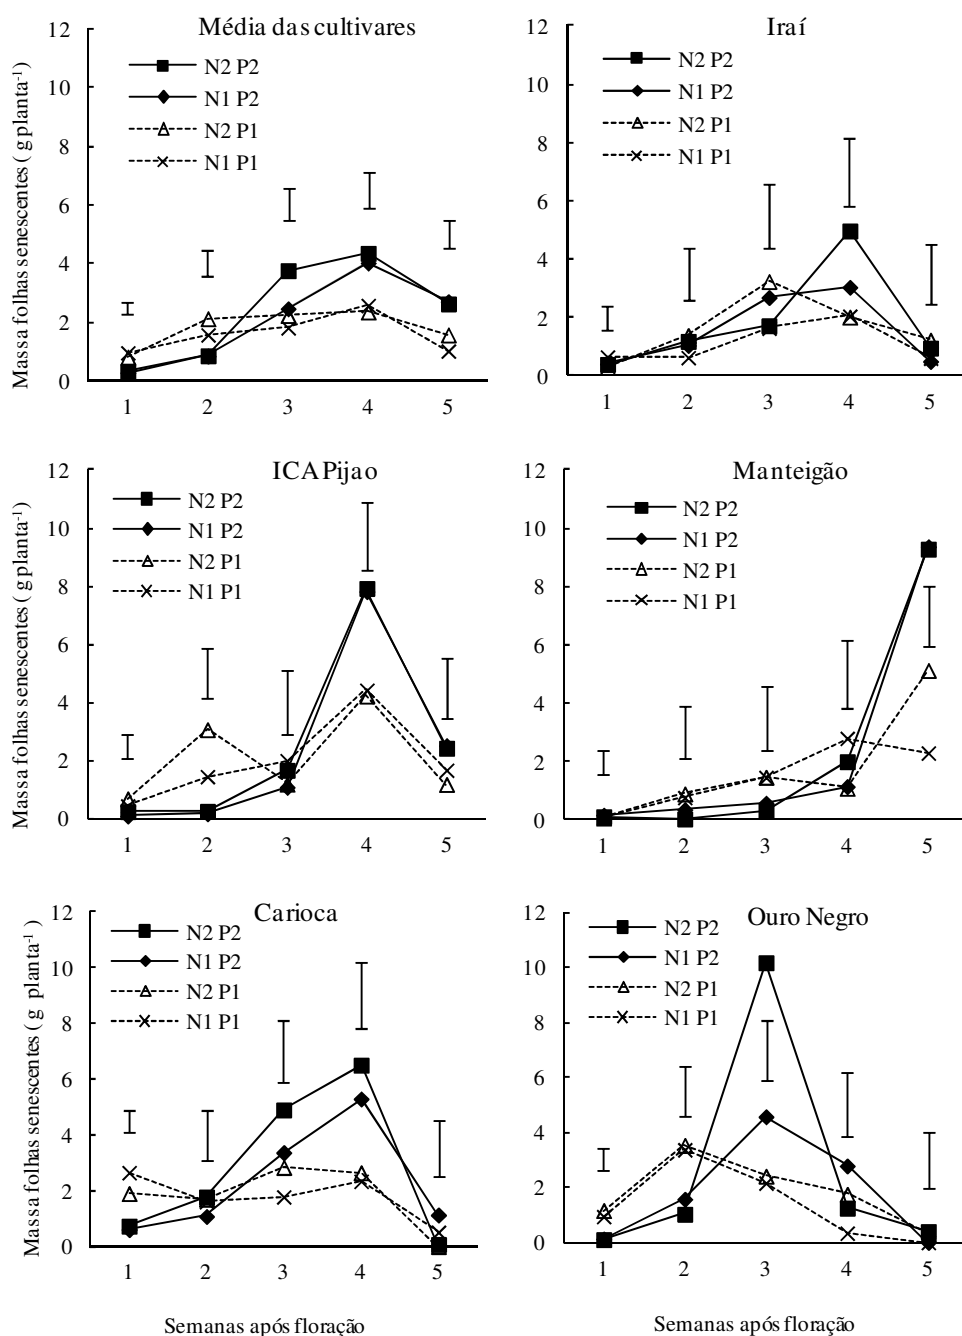 Média das cultivares
Massa folhas senescentes ( g planta-1)
12
10
8
6
4
2
0
N2 P2
N1 P2
N2 P1
N1 P1
1 2 3 4 5
Iraí
12
10
8
6
4
2
0
N2 P2
N1 P2
N2 P1
N1 P1
1 2 3 4 5
ICA Pijao
Massa folhas senescentes ( g planta-1)
12
10
8
6
4
2
0
N2 P2
N1 P2
N2 P1
N1 P1
1 2 3 4 5
Manteigão
12
10
8
6
4
2
0
N2 P2
N1 P2
N2 P1
N1 P1
1 2 3 4 5
Carioca
Massa folhas senescentes ( g planta-1)
12
10
8
6
4
2
0
N2 P2
N1 P2
N2 P1
N1 P1
1 2 3 4 5
Semanas após floração
Ouro Negro
12
10
8
6
4
2
0
N2 P2
N1 P2
N2 P1
N1 P1
1 2 3 4 5
Semanas após floração